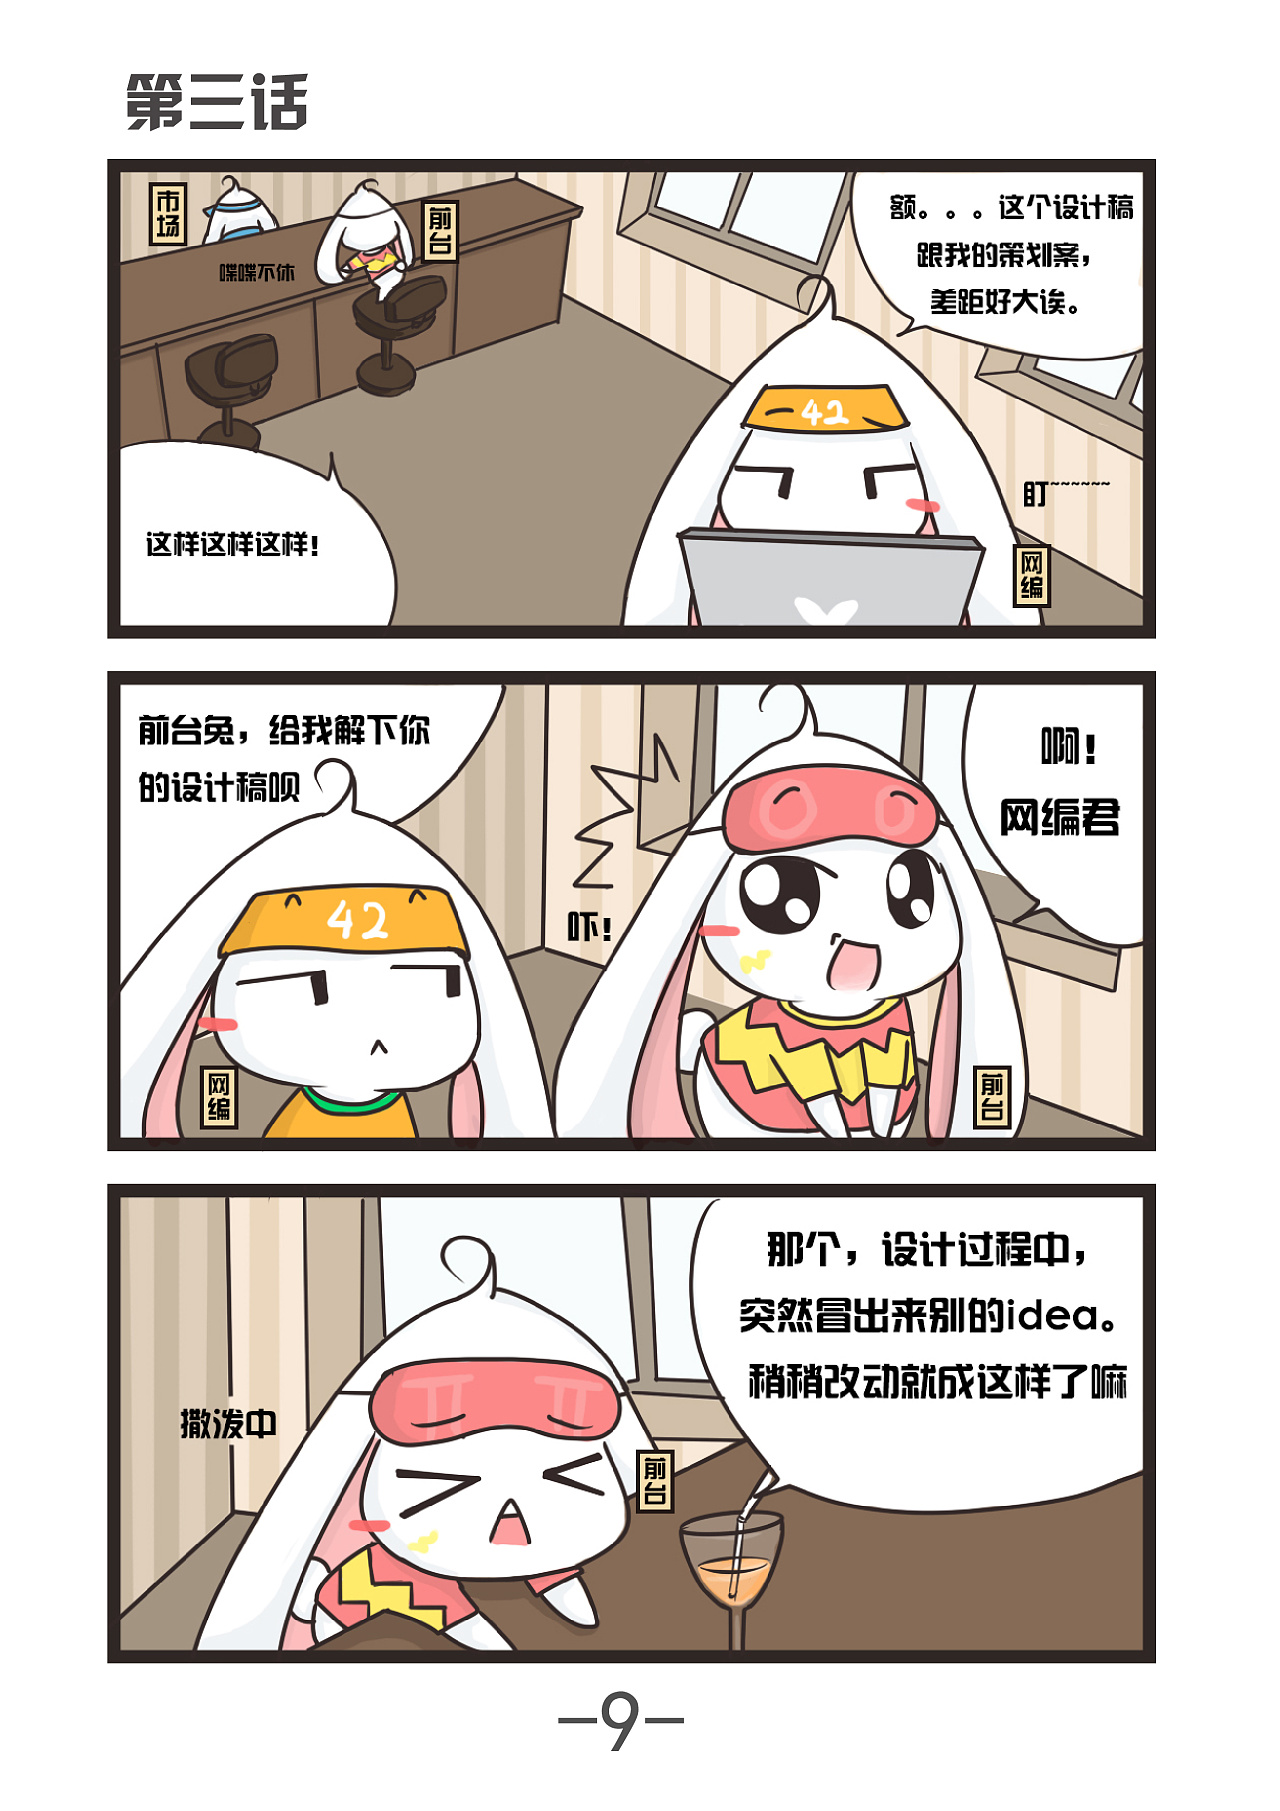 第三话
市场
前台
喋喋不休
额。。。这个设计稿
跟我的策划案，
差距好大诶。
42
盯~~~~~~
网编
这样这样这样！
前台兔，给我解下你
的设计稿呗
42
网编
吓！
啊！
网编君
前台
那个，设计过程中，
突然冒出来别的idea。
稍稍改动就成这样了嘛
撒泼中
前台
—9—